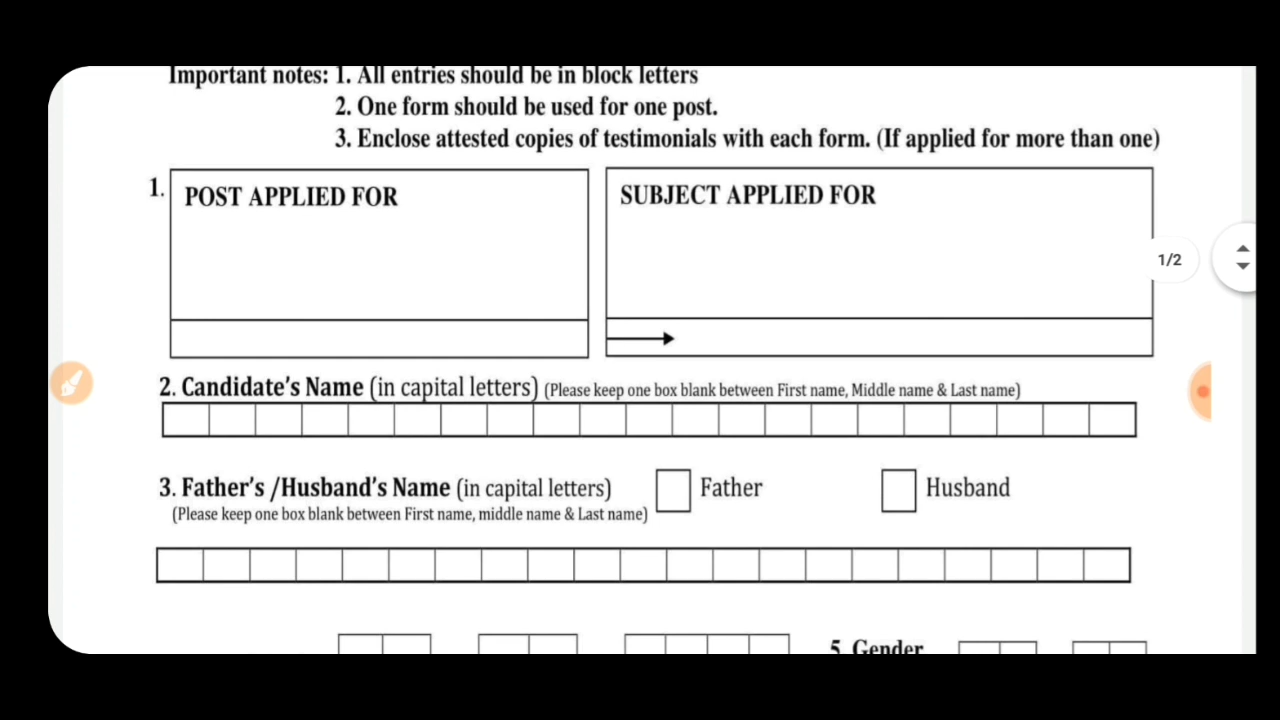 Important notes: 1. All entries should be in block letters
2. One form should be used for one post.
3. Enclose attested copies of testimonials with each form. (If applied for more than one)
1. POST APPLIED FOR
SUBJECT APPLIED FOR
1/2
2. Candidate's Name (in capital letters) (Please keep one box blank between First name, Middle name & Last name)
3. Father's /Husband's Name (in capital letters) Father Husband
(Please keep one box blank between First name, middle name & Last name)
5. Gender